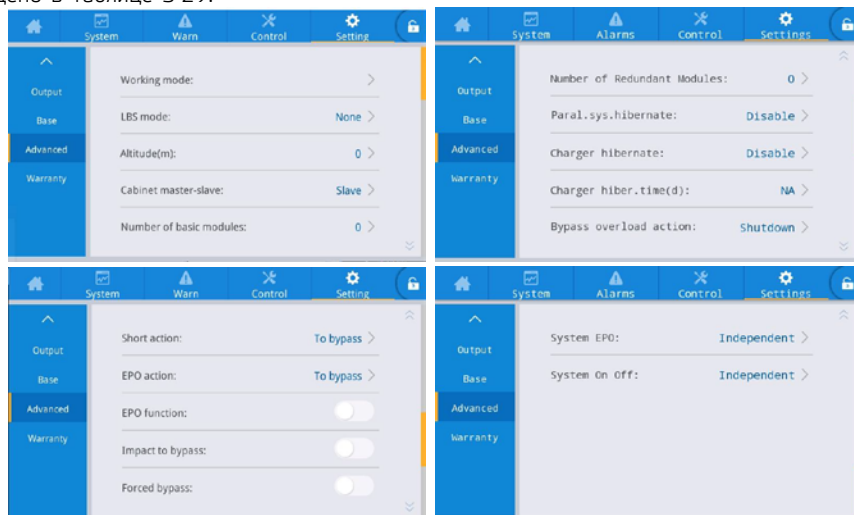 дено в таблице 3-29.
System Warn Control Setting
Output
Base
Advanced
Warranty
Working mode:
LBS mode: None
Altitude(m): 0
Cabinet master-slave: Slave
Number of basic modules: 0
System Alarms Control Settings
Output
Base
Advanced
Warranty
Number of Redundant Modules: 0
Paral.sys.hibernate: Disable
Charger hibernate: Disable
Charger hiber.time(d): NA
Bypass overload action: Shutdown
System Warn Control Setting
Output
Base
Advanced
Warranty
Short action: To bypass
EPO action: To bypass
EPO function:
Impact to bypass:
Forced bypass:
System Alarms Control Settings
Output
Base
Advanced
Warranty
System EPO: Independent
System On Off: Independent